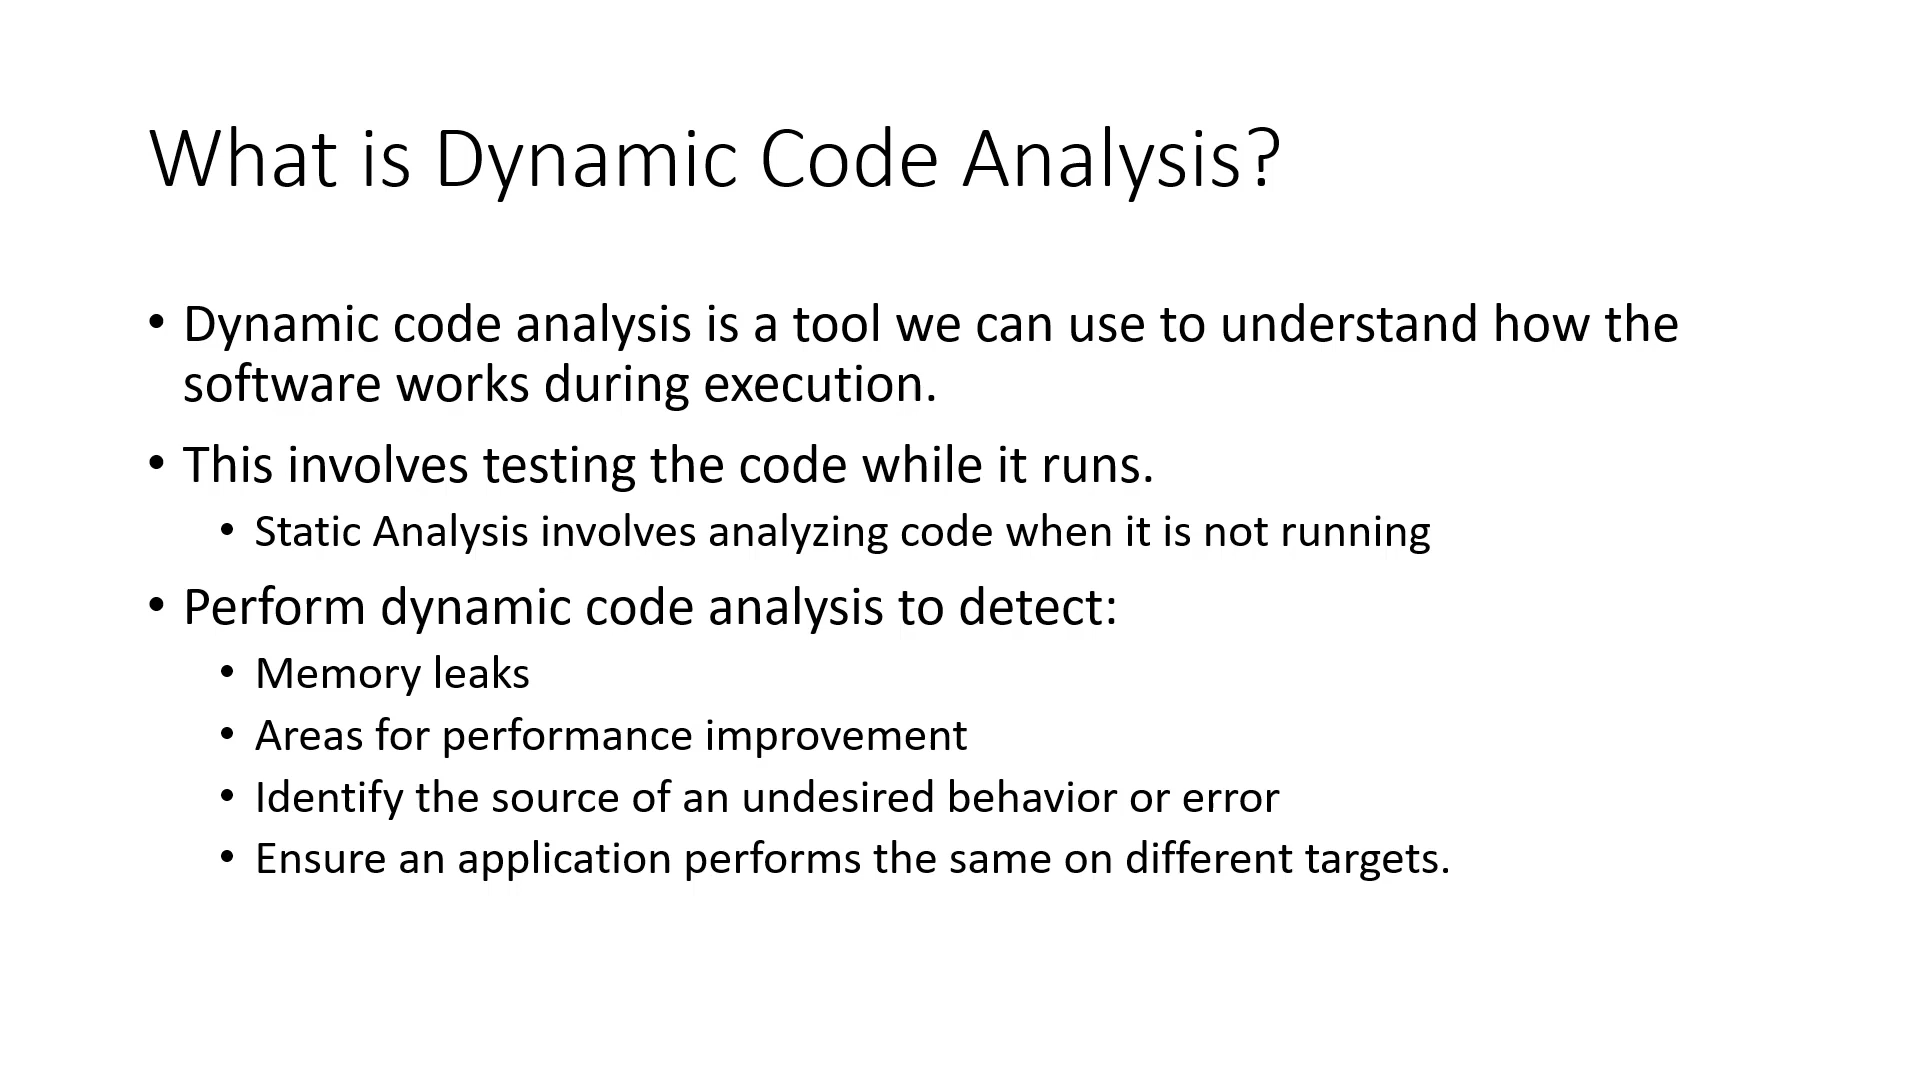 What is Dynamic Code Analysis?
• Dynamic code analysis is a tool we can use to understand how the
software works during execution.
• This involves testing the code while it runs.
• Static Analysis involves analyzing code when it is not running
• Perform dynamic code analysis to detect:
• Memory leaks
• Areas for performance improvement
• Identify the source of an undesired behavior or error
• Ensure an application performs the same on different targets.